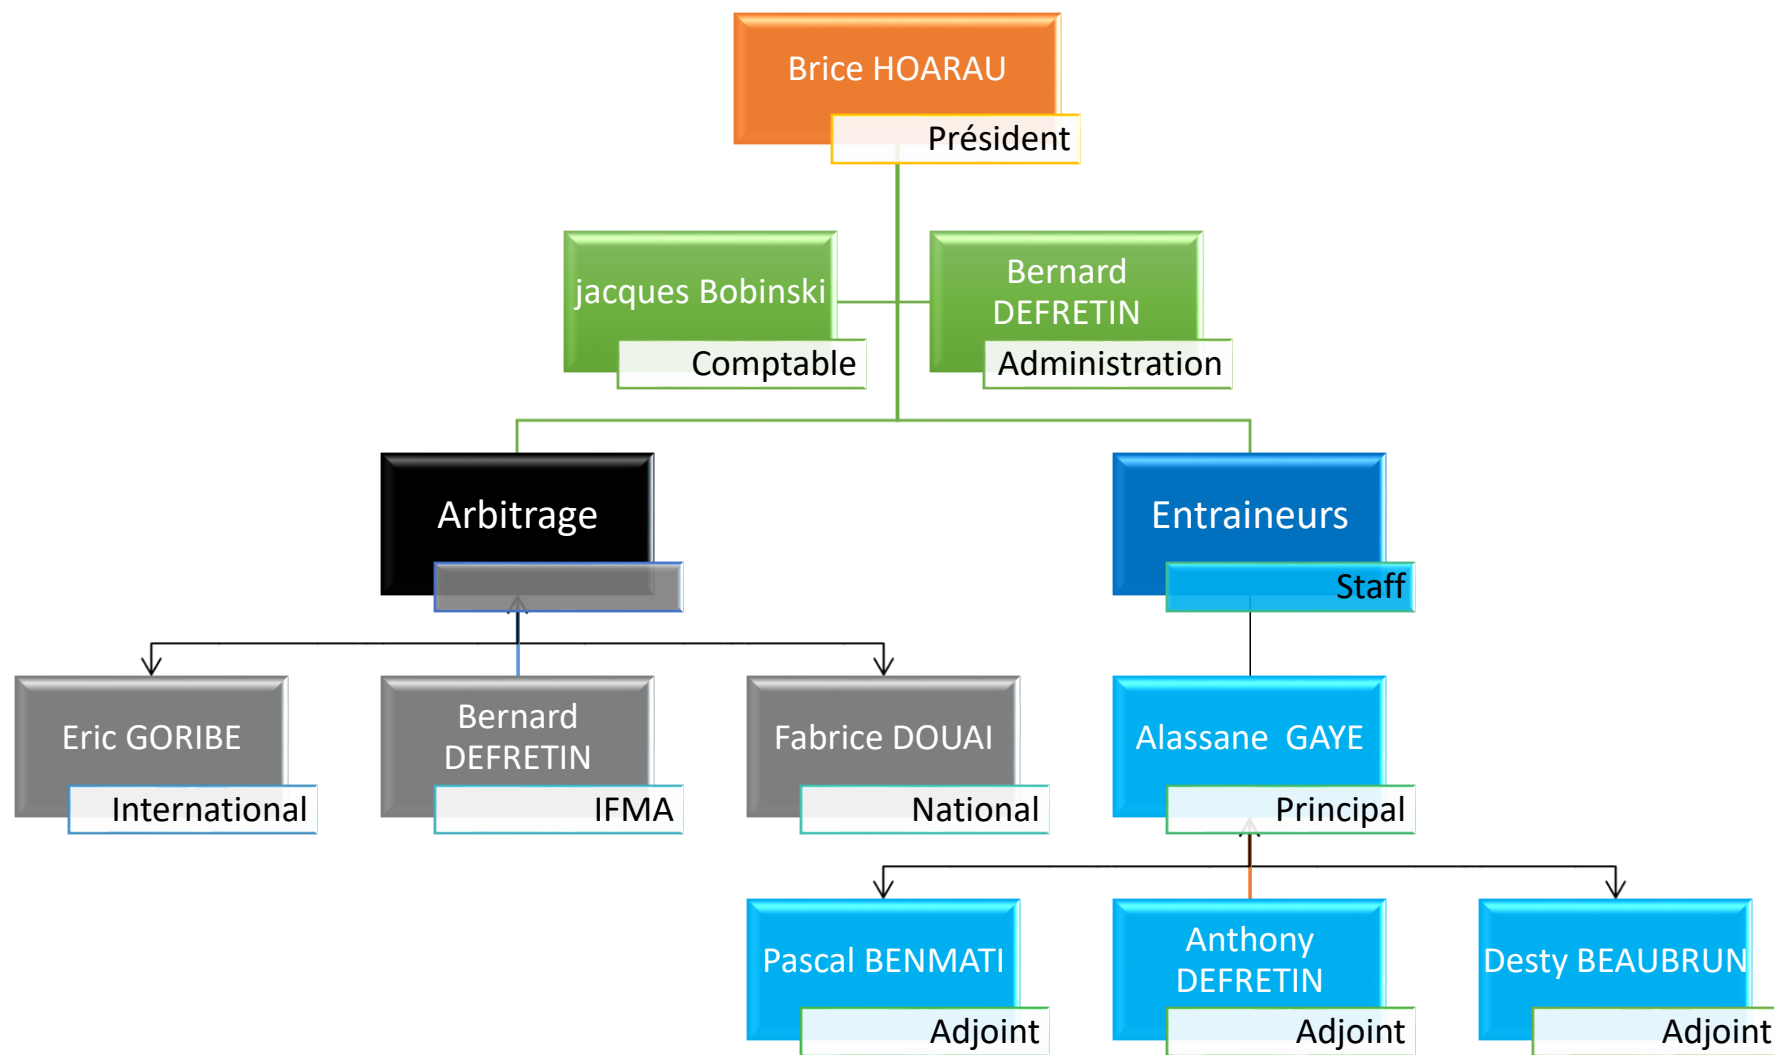 Brice HOARAU
Président
jacques Bobinski
Comptable
Bernard
DEFRETIN
Administration
Arbitrage
Entraineurs
Staff
Eric GORIBE
International
Bernard
DEFRETIN
IFMA
Fabrice DOUAI
National
Alassane  GAYE
Principal
Pascal BENMATI
Adjoint
Anthony
DEFRETIN
Adjoint
Desty BEAUBRUN
Adjoint